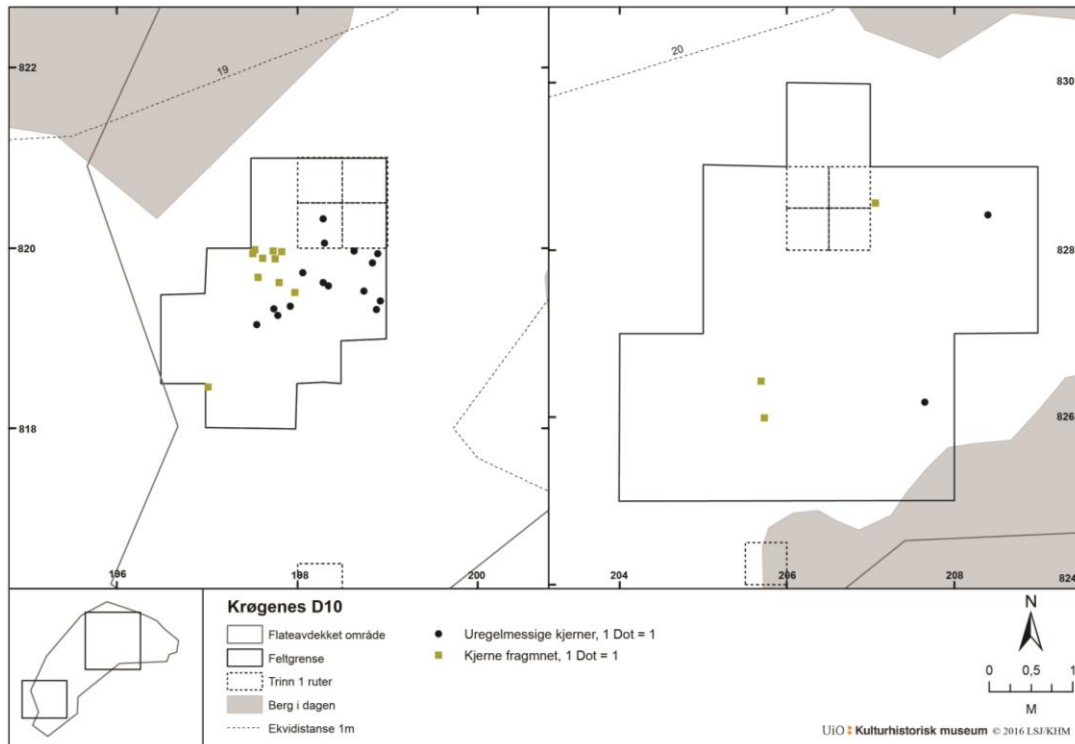 19
822
820
818
196
198
200
20
830
828
826
824
204
206
208
Krøgenes D10
Flateavdekket område
Feltgrense
Trinn 1 ruter
Berg i dagen
Ekvidistanse 1m
Uregelmessige kjerner, 1 Dot = 1
Kjerne fragmnet, 1 Dot = 1
N
0 0,5 1
M
UiO Kulturhistorisk museum © 2016 LSJ/KHM